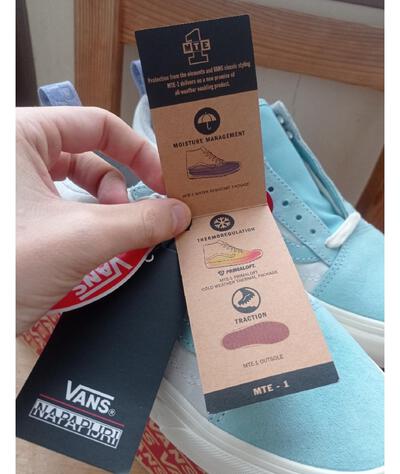 1
MTE
Protection from the elements and VANS classic styling
MTE-1 delivers on a new promise of
all-weather enabling product.
MOISTURE MANAGEMENT
MTE-1 WATER RESISTANT PACKAGE
THERMOREGULATION
PRIMALOFT.
MTE-1 PRIMALOFT
COLD WEATHER THERMAL PACKAGE
TRACTION
MTE-1 OUTSOLE
MTE - 1
VANS
VANS®
NAPAPIJRI